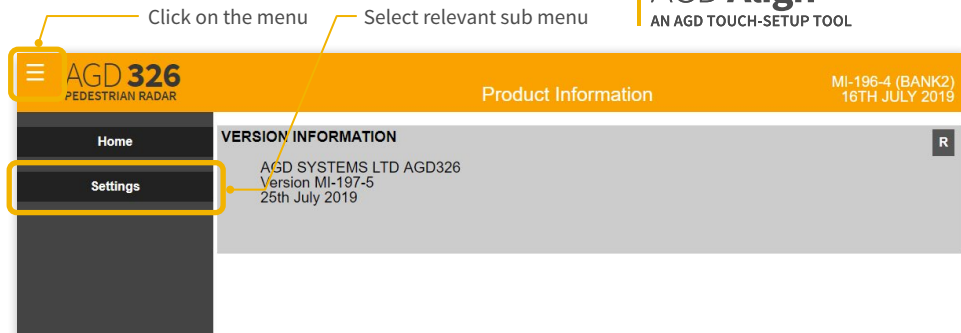 Click on the menu
Select relevant sub menu
AGD Align
AN AGD TOUCH-SETUP TOOL
AGD 326
PEDESTRIAN RADAR
Product Information
MI-196-4 (BANK2)
16TH JULY 2019
Home
Settings
VERSION INFORMATION
R
AGD SYSTEMS LTD AGD326
Version MI-197-5
25th July 2019